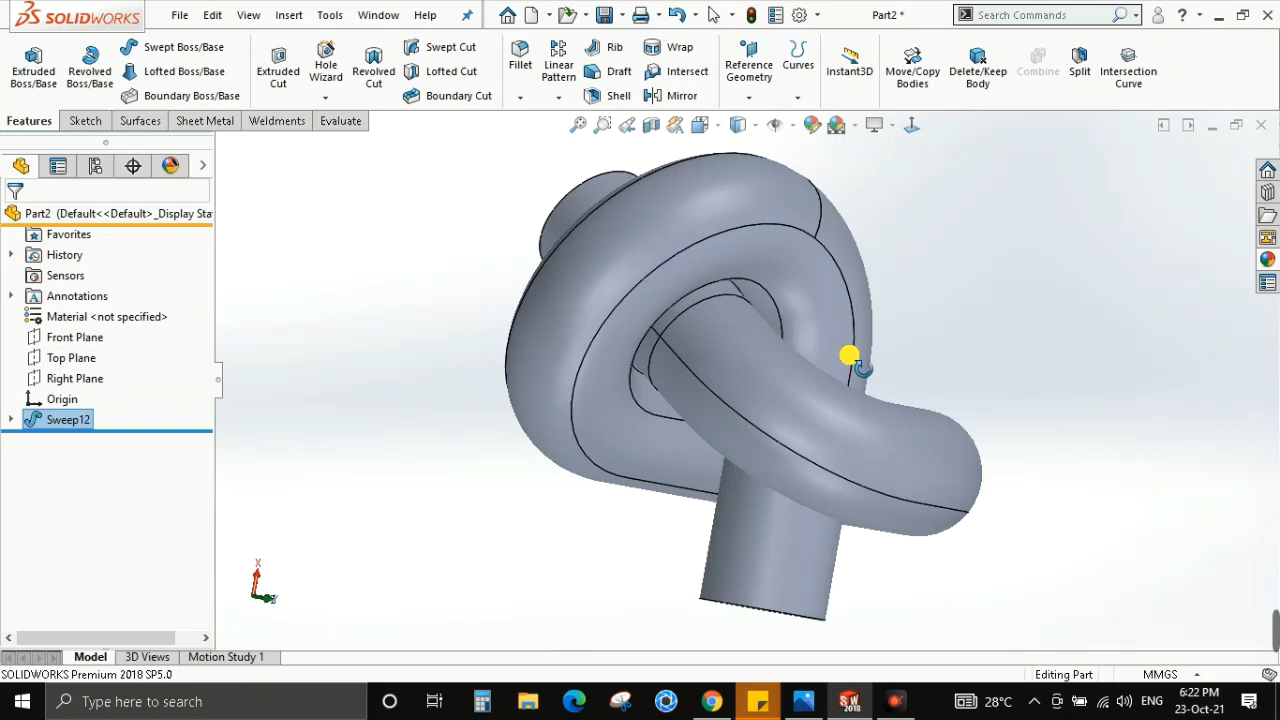 SOLIDWORKS
File Edit View Insert Tools Window Help
Part2 *
Search Commands
Extruded Boss/Base
Revolved Boss/Base
Swept Boss/Base
Lofted Boss/Base
Boundary Boss/Base
Extruded Cut
Hole Wizard
Revolved Cut
Swept Cut
Lofted Cut
Boundary Cut
Fillet
Linear Pattern
Rib
Draft
Shell
Wrap
Intersect
Mirror
Reference Geometry
Curves
Instant3D
Move/Copy Bodies
Delete/Keep Body
Combine
Split
Intersection Curve
Features Sketch Surfaces Sheet Metal Weldments Evaluate
Part2 (Default<<Default>_Display Sta
Favorites
History
Sensors
Annotations
Material <not specified>
Front Plane
Top Plane
Right Plane
Origin
Sweep12
X
Y
Model 3D Views Motion Study 1
SOLIDWORKS Premium 2018 SP5.0
Editing Part
MMGS
Type here to search
SW 2018
28°C
ENG
6:22 PM
23-Oct-21